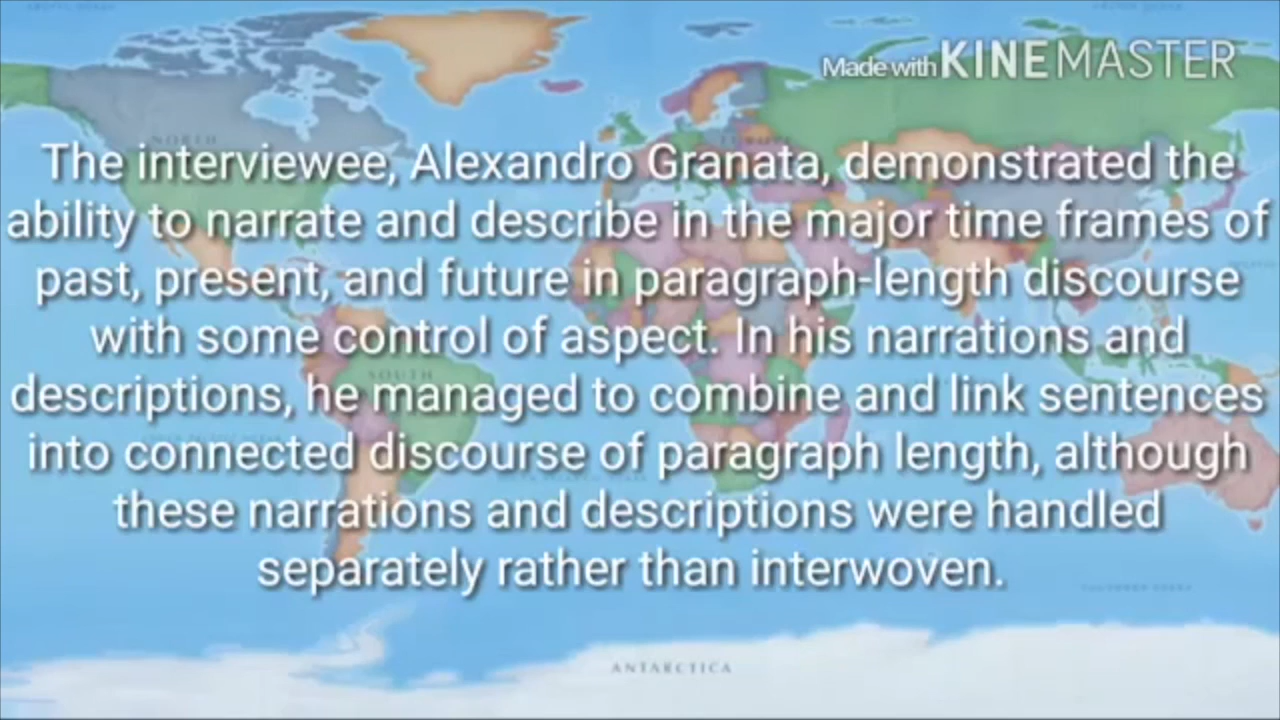 Made with KINEMASTER
NORTH
EUROPE
The interviewee, Alexandro Granata, demonstrated the
ability to narrate and describe in the major time frames of
past, present, and future in paragraph-length discourse
with some control of aspect. In his narrations and
descriptions, he managed to combine and link sentences
SOUTH
into connected discourse of paragraph length, although
these narrations and descriptions were handled
separately rather than interwoven.
ANTARCTICA